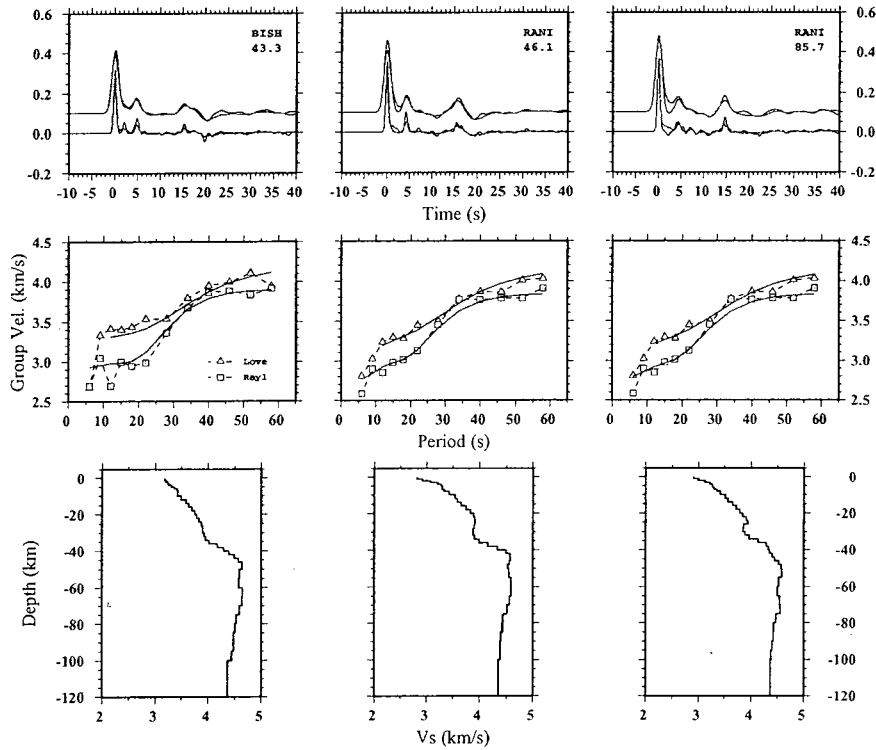 0.6
0.4
0.2
0.0
-0.2
BISH
43.3
RANI
46.1
RANI
85.7
0.6
0.4
0.2
0.0
-0.2
-10 -5 0 5 10 15 20 25 30 35 40
-10 -5 0 5 10 15 20 25 30 35 40
-10 -5 0 5 10 15 20 25 30 35 40
Time (s)
Group Vel. (km/s)
4.5
4.0
3.5
3.0
2.5
Love
Rayl
4.5
4.0
3.5
3.0
2.5
0 10 20 30 40 50 60
0 10 20 30 40 50 60
0 10 20 30 40 50 60
Period (s)
Depth (km)
0
-20
-40
-60
-80
-100
-120
0
-20
-40
-60
-80
-100
-120
2 3 4 5
2 3 4 5
2 3 4 5
Vs (km/s)